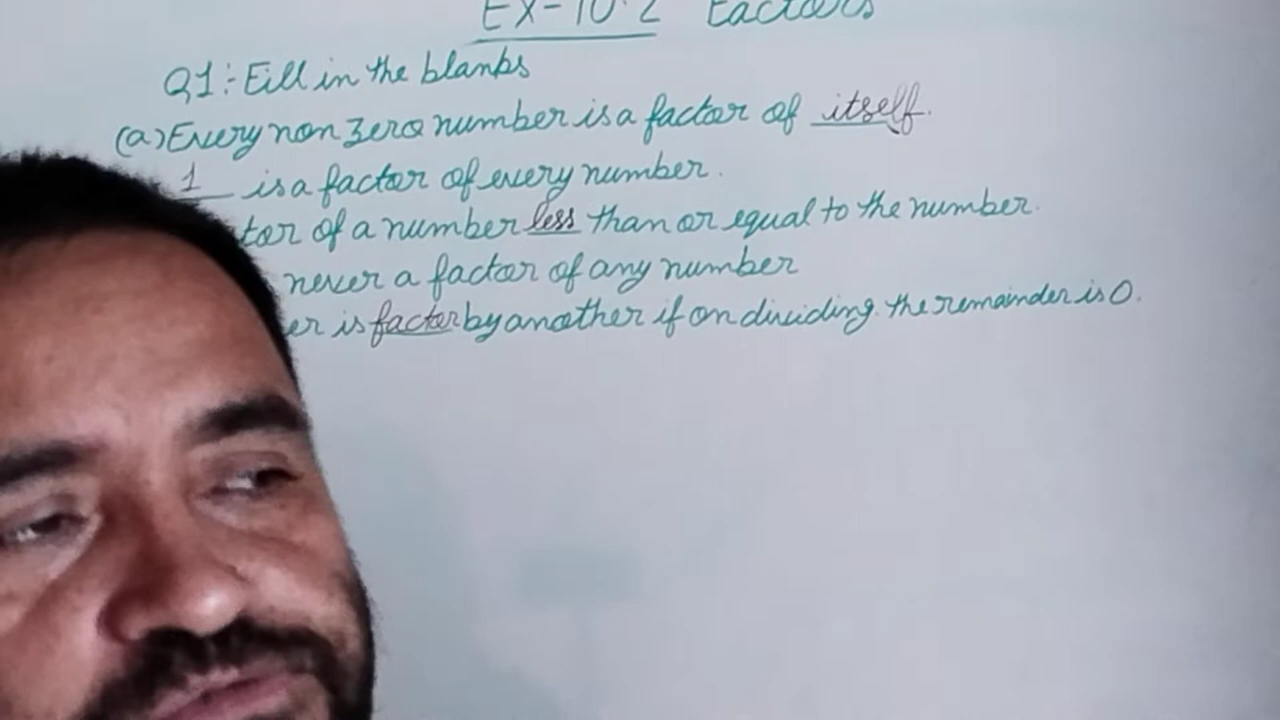 EX-10.2 Factors
Q1:- Fill in the blanks
(a) Every non zero number is a factor of itself.
1 is a factor of every number.
tor of a number less than or equal to the number.
never a factor of any number
er is factor by another if on dividing the remainder is 0.